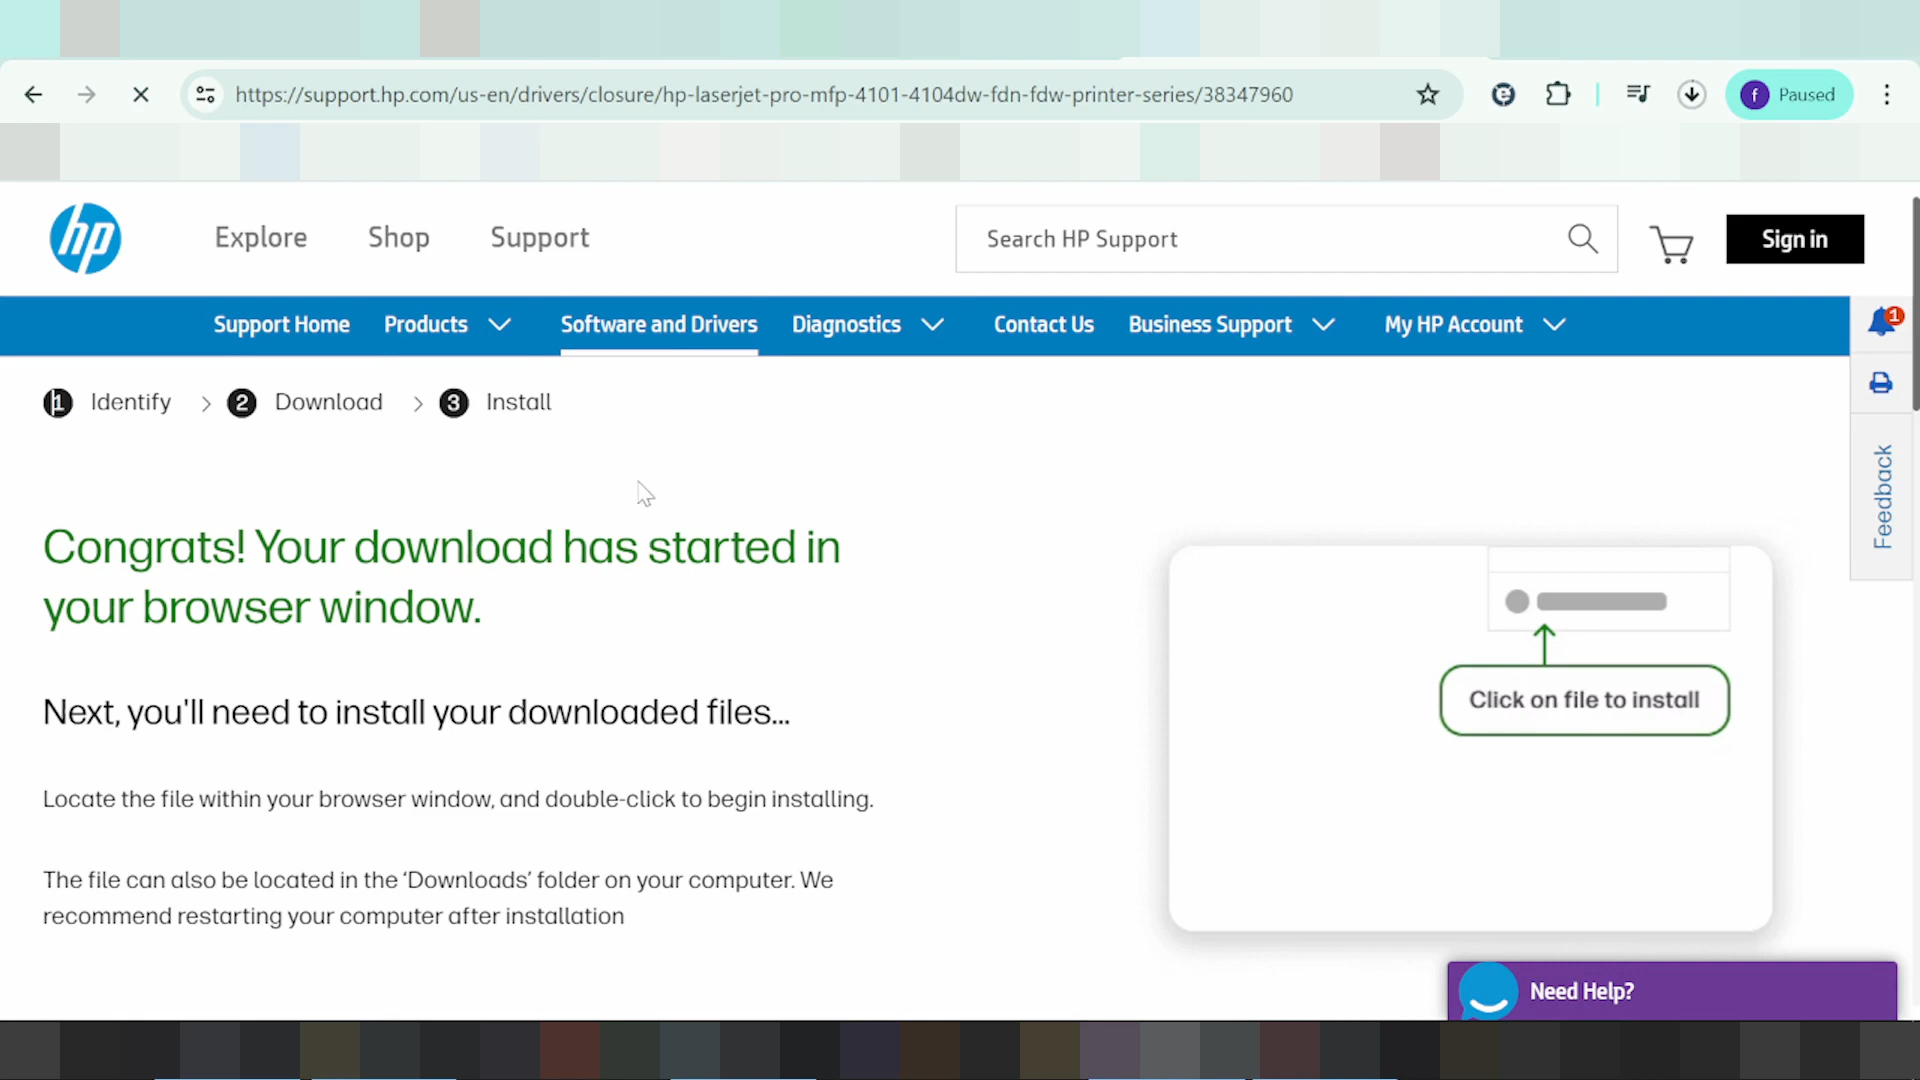 https://support.hp.com/us-en/drivers/closure/hp-laserjet-pro-mfp-4101-4104dw-fdn-fdw-printer-series/38347960
f Paused
hp Explore Shop Support Search HP Support Sign in
Support Home Products Software and Drivers Diagnostics Contact Us Business Support My HP Account
1
1 Identify 2 Download 3 Install
Feedback
Congrats! Your download has started in
your browser window.
Click on file to install
Next, you'll need to install your downloaded files...
Locate the file within your browser window, and double-click to begin installing.
The file can also be located in the ‘Downloads’ folder on your computer. We
recommend restarting your computer after installation
Need Help?